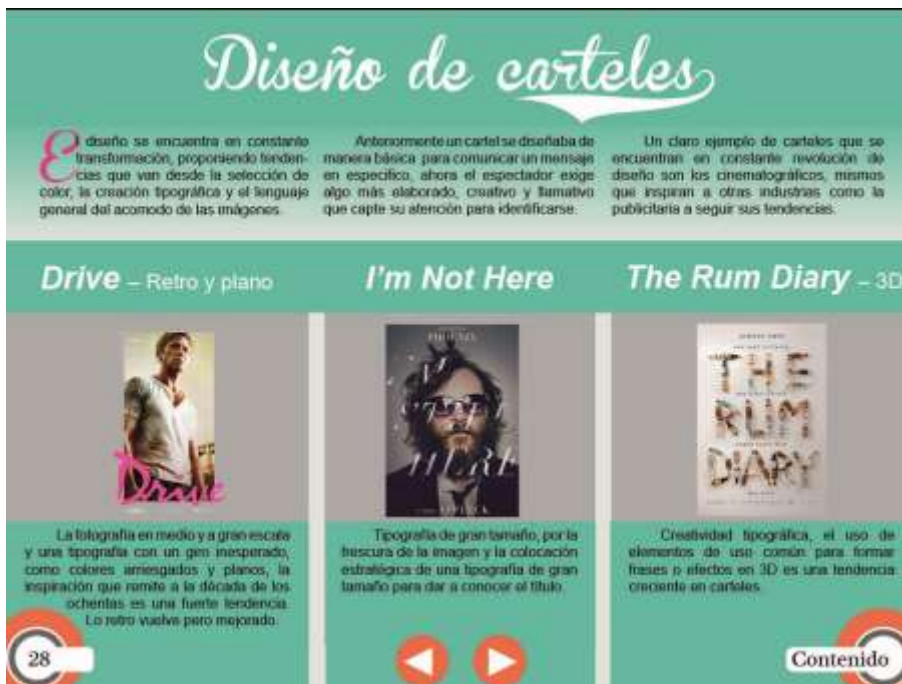 Diseño de carteles
El diseño se encuentra en constante
transformación, proponiendo tenden-
cias que van desde la selección de
color, la creación tipográfica y el lenguaje
general del acomodo de las imágenes.
Anteriormente un cartel se diseñaba de
manera básica para comunicar un mensaje
en especifico, ahora el espectador exige
algo más elaborado, creativo y llamativo
que capte su atención para identificarse.
Un claro ejemplo de carteles que se
encuentran en constante revolución de
diseño son los cinematográficos, mismos
que inspiran a otras industrias como la
publicitaria a seguir sus tendencias.
Drive – Retro y plano
Drive
La fotografía en medio y a gran escala
y una tipografía con un giro inesperado,
como colores arriesgados y planos, la
inspiración que remite a la década de los
ochentas es una fuerte tendencia.
Lo retro vuelve pero mejorado.
I'm Not Here
PHOENIX
I'M
STILL
HERE
Tipografía de gran tamaño, por la
frescura de la imagen y la colocación
estratégica de una tipografía de gran
tamaño para dar a conocer el título.
The Rum Diary – 3D
THE
RUM
DIARY
Creatividad tipográfica, el uso de
elementos de uso común para formar
frases o efectos en 3D es una tendencia
creciente en carteles.
28
Contenido